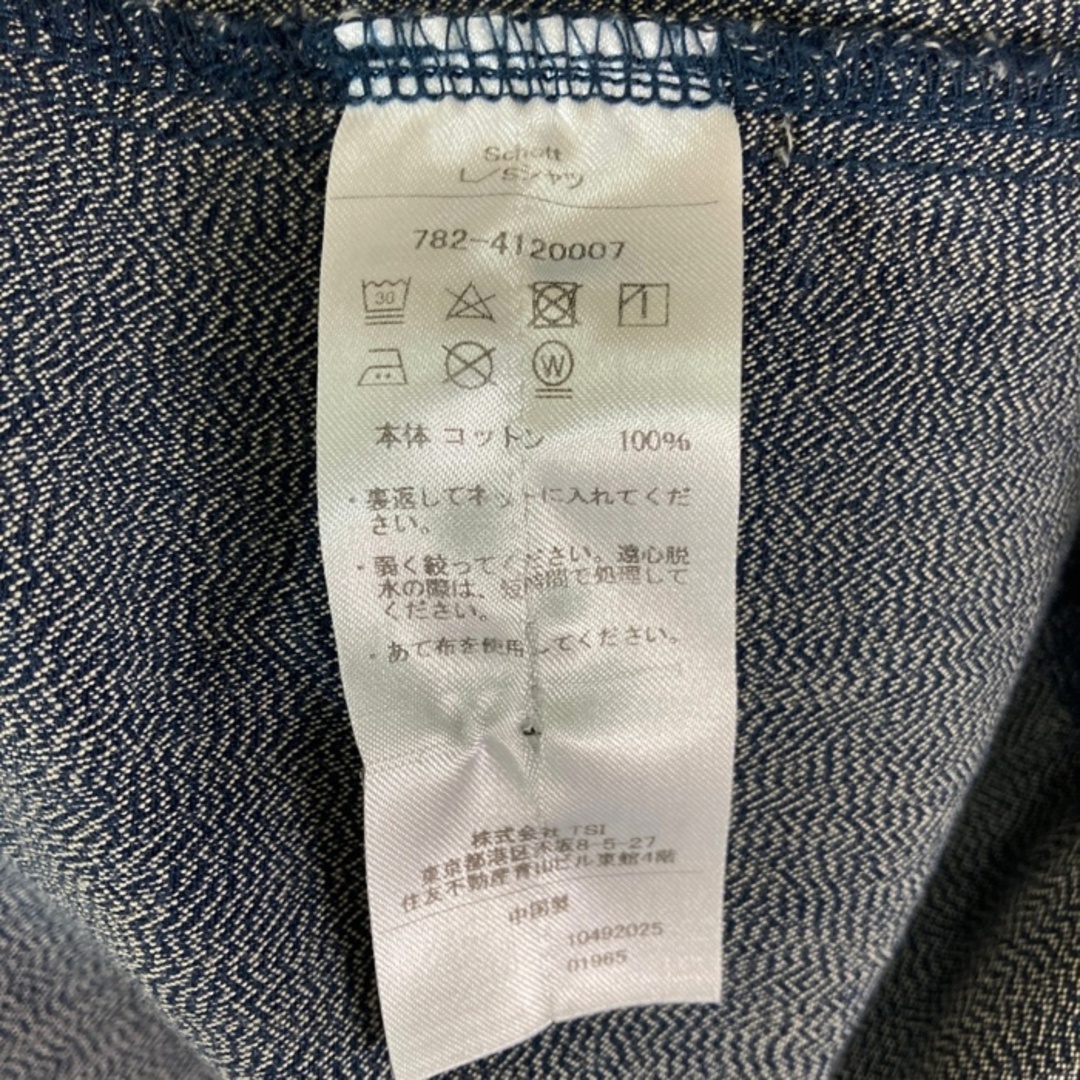 Schott
L/Sシャツ
782-4120007
30
W
本体 コットン 100%
・裏返してネットに入れてくだ
さい。
・弱く絞ってください。遠心脱
水の際は、短時間で処理して
ください。
・あて布を使用してください。
株式会社 TSI
東京都港区赤坂8-5-27
住友不動産青山ビル東館4階
中国製
10492025
01965